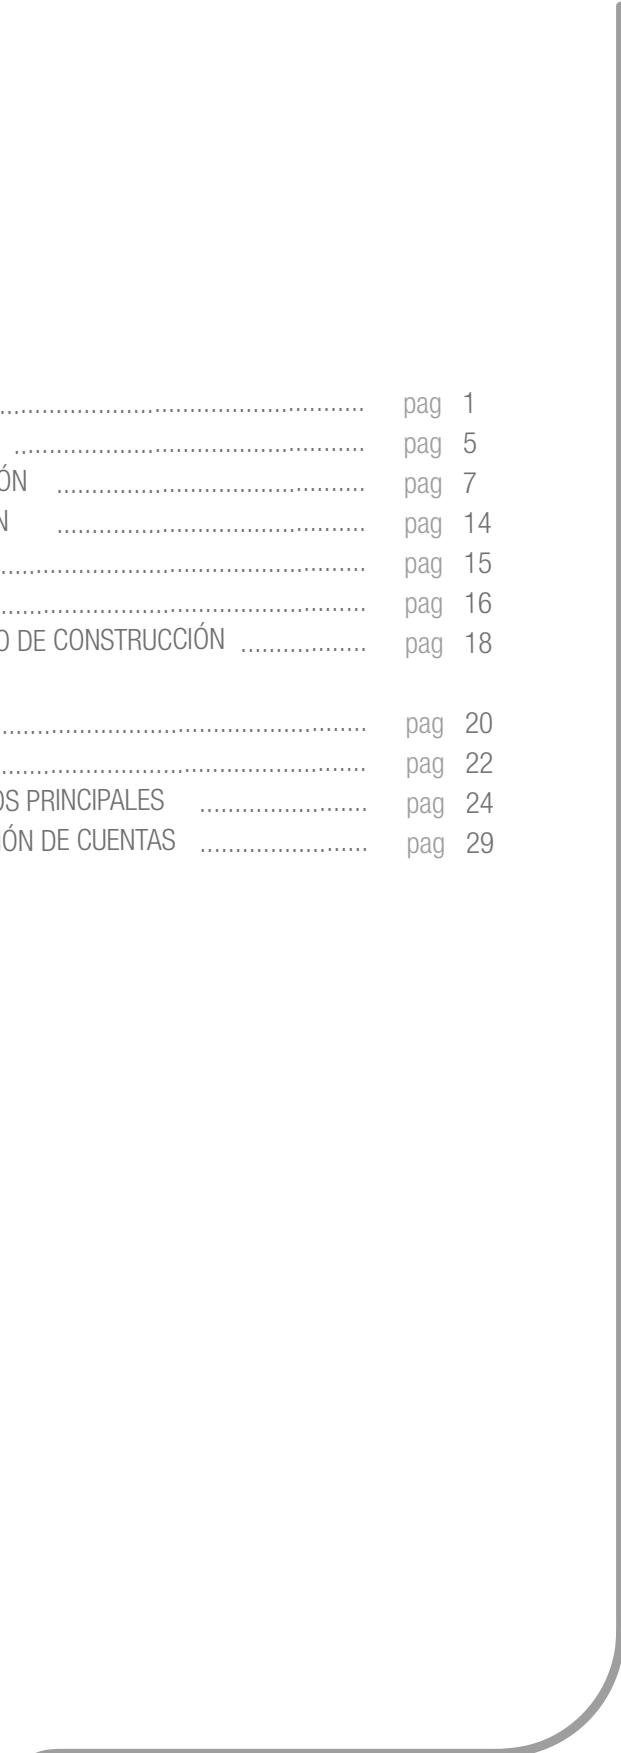 ........................................ pag 1
........................................ pag 5
ÓN ........................................ pag 7
N ........................................ pag 14
........................................ pag 15
........................................ pag 16
O DE CONSTRUCCIÓN .................. pag 18
........................................ pag 20
........................................ pag 22
OS PRINCIPALES ........................ pag 24
IÓN DE CUENTAS ........................ pag 29